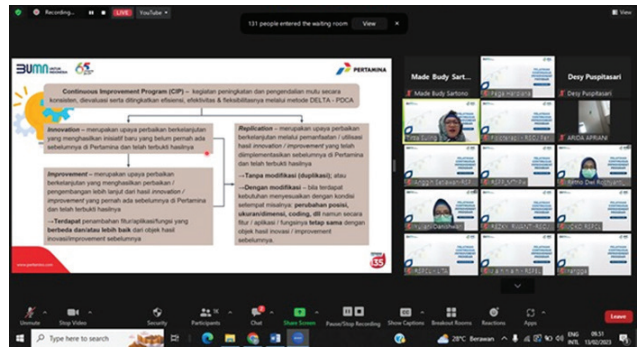 Recording...
LIVE
YouTube
131 people entered the waiting room
View
View
BUMN UNTUK INDONESIA
65
PERTAMINA
Continuous Improvement Program (CIP) – kegiatan peningkatan dan pengendalian mutu secara
konsisten, dievaluasi serta ditingkatkan efisiensi, efektivitas & fleksibilitasnya melalui metode DELTA - PDCA
Innovation – merupakan upaya perbaikan berkelanjutan
yang menghasilkan inisiatif baru yang belum pernah ada
sebelumnya di Pertamina dan telah terbukti hasilnya
Improvement – merupakan upaya perbaikan
berkelanjutan yang menghasilkan perbaikan /
pengembangan lebih lanjut dari hasil innovation /
improvement yang pernah ada sebelumnya di Pertamina
dan telah terbukti hasilnya
→Terdapat penambahan fitur/aplikasi/fungsi yang
berbeda dan/atau lebih baik dari objek hasil
inovasi/improvement sebelumnya
Replication – merupakan upaya perbaikan
berkelanjutan melalui pemanfaatan / utilisasi
hasil innovation / improvement yang telah
diimplementasikan sebelumnya di Pertamina
dan telah terbukti hasilnya
→Tanpa modifikasi (duplikasi); atau
→Dengan modifikasi – bila terdapat
kebutuhan menyesuaikan dengan kondisi
setempat misalnya: perubahan posisi,
ukuran/dimensi, coding, dll namun secara
fitur / aplikasi / fungsinya tetap sama dengan
objek hasil inovasi / improvement
sebelumnya.
www.pertamina.com
35
Made Budy Sart...
Made Budy Sartono
Desy Puspitasari
Desy Puspitasari
ARIDA APRIANI
Unmute
Stop Video
Security
Participants
Chat
Share Screen
Pause/Stop Recording
Show Captions
Breakout Rooms
Reactions
Apps
Leave
Type here to search
28°C Berawan
ENG
INTL
09.51
13/02/2023